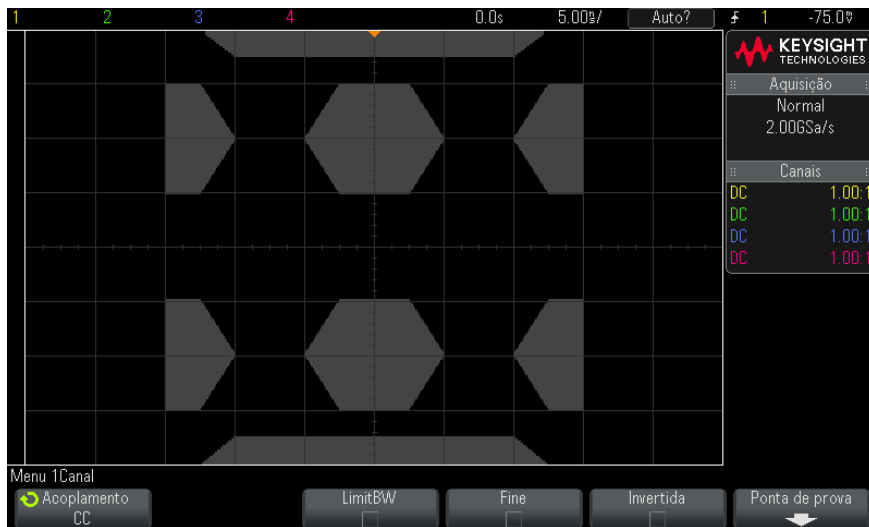 1 2 3 4 0.0s 5.00ns/ Auto? 1 -75.0V
KEYSIGHT
TECHNOLOGIES
Aquisição
Normal
2.00GSa/s
Canais
DC 1.00:1
DC 1.00:1
DC 1.00:1
DC 1.00:1
Menu 1Canal
Acoplamento
CC
LimitBW
Fine
Invertida
Ponta de prova